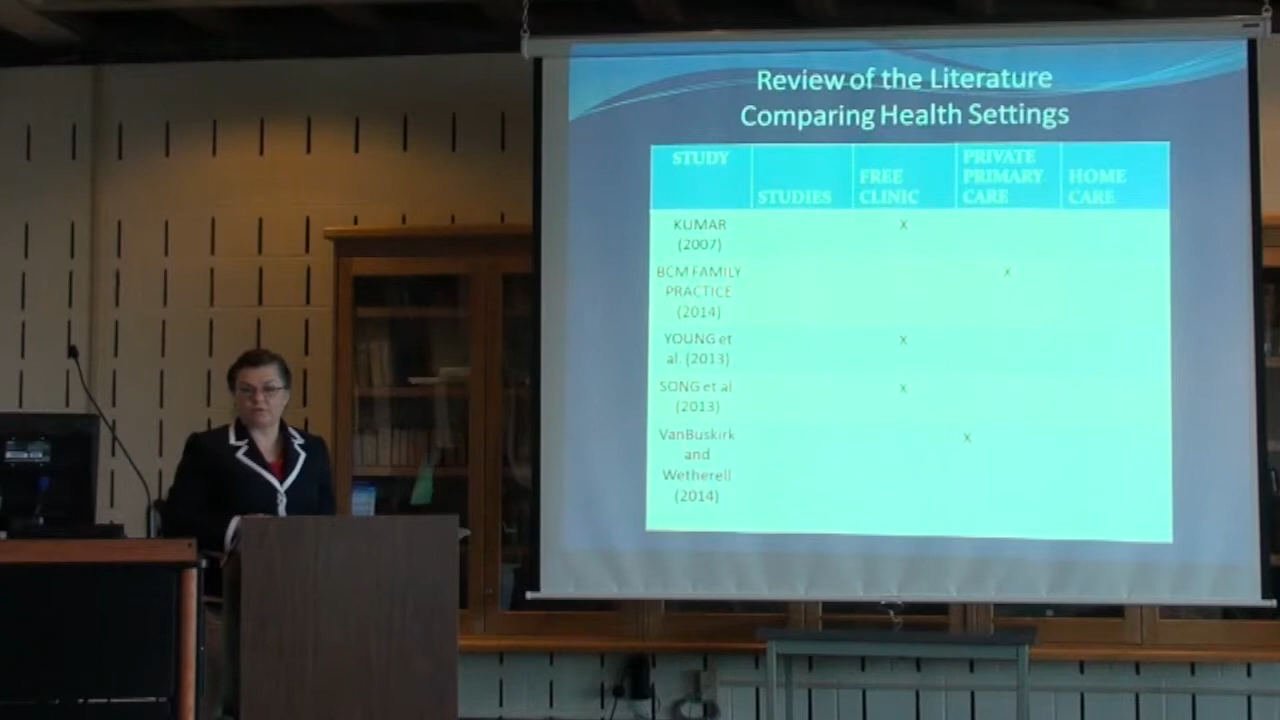 Review of the Literature
Comparing Health Settings
STUDY
STUDIES
FREE
CLINIC
PRIVATE
PRIMARY
CARE
HOME
CARE
KUMAR
(2007)
X
BCM FAMILY
PRACTICE
(2014)
X
YOUNG et
al. (2013)
X
SONG et al
(2013)
X
VanBuskirk
and
Wetherell
(2014)
X